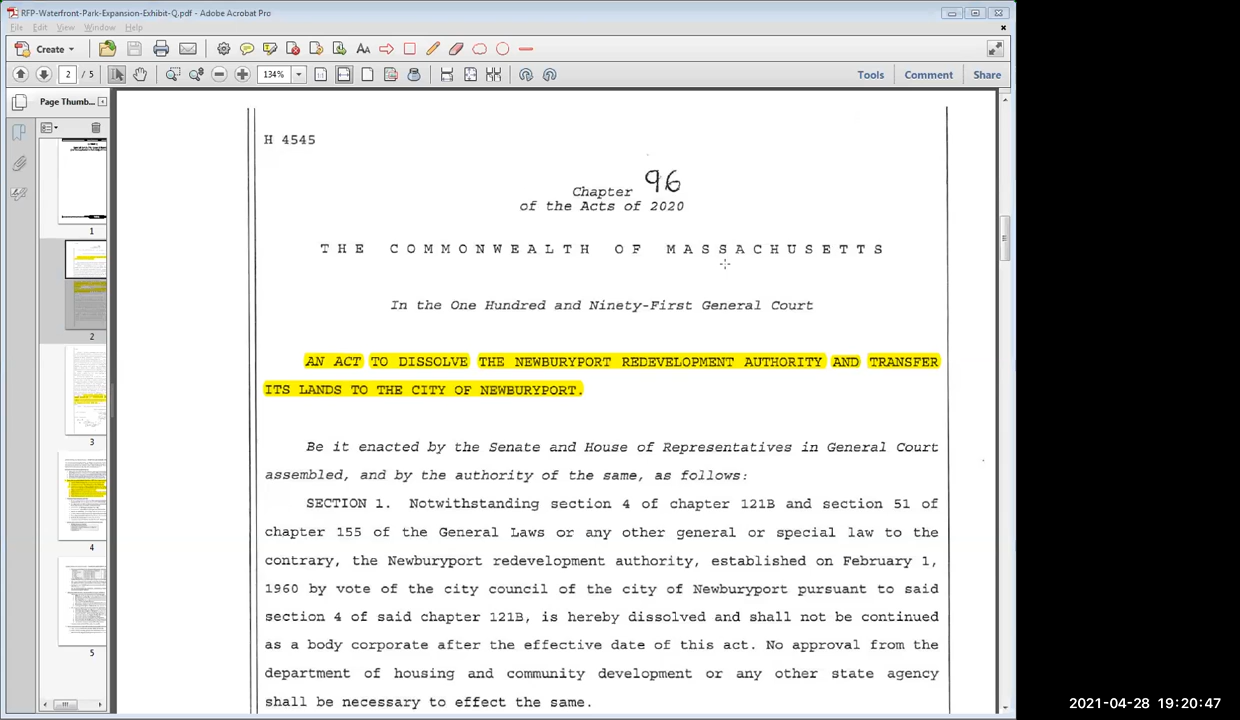 RFP-Waterfront-Park-Expansion-Exhibit-Q.pdf - Adobe Acrobat Pro
File Edit View Window Help
Create
2 / 5
134%
Tools Comment Share
Page Thumb...
1
2
3
4
5
H 4545
Chapter 96
of the Acts of 2020
THE COMMONWEALTH OF MASSACHUSETTS
In the One Hundred and Ninety-First General Court
AN ACT TO DISSOLVE THE NEWBURYPORT REDEVELOPMENT AUTHORITY AND TRANSFER
ITS LANDS TO THE CITY OF NEWBURYPORT.
Be it enacted by the Senate and House of Representatives in General Court
assembled, and by the authority of the same, as follows:
SECTION 1. Notwithstanding section 4 of chapter 121B and section 51 of
chapter 155 of the General Laws or any other general or special law to the
contrary, the Newburyport redevelopment authority, established on February 1,
1960 by vote of the city council of the city of Newburyport pursuant to said
section 4 of said chapter 121B, is hereby dissolved and shall not be continued
as a body corporate after the effective date of this act. No approval from the
department of housing and community development or any other state agency
shall be necessary to effect the same.
2021-04-28 19:20:47